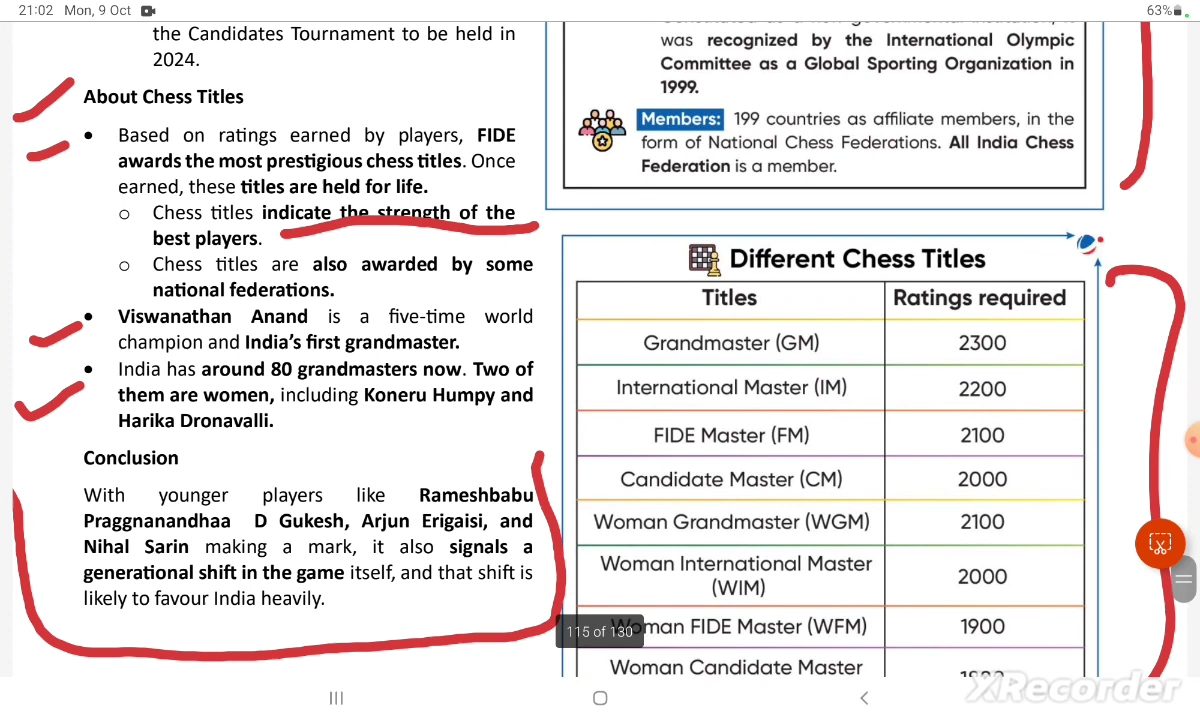 21:02 Mon, 9 Oct
63%
the Candidates Tournament to be held in
2024.
About Chess Titles
• Based on ratings earned by players, FIDE
awards the most prestigious chess titles. Once
earned, these titles are held for life.
o Chess titles indicate the strength of the
best players.
o Chess titles are also awarded by some
national federations.
• Viswanathan Anand is a five-time world
champion and India's first grandmaster.
• India has around 80 grandmasters now. Two of
them are women, including Koneru Humpy and
Harika Dronavalli.
Conclusion
With younger players like Rameshbabu
Praggnanandhaa D Gukesh, Arjun Erigaisi, and
Nihal Sarin making a mark, it also signals a
generational shift in the game itself, and that shift is
likely to favour India heavily.
was recognized by the International Olympic
Committee as a Global Sporting Organization in
1999.
Members: 199 countries as affiliate members, in the
form of National Chess Federations. All India Chess
Federation is a member.
Different Chess Titles
Titles Ratings required
Grandmaster (GM) 2300
International Master (IM) 2200
FIDE Master (FM) 2100
Candidate Master (CM) 2000
Woman Grandmaster (WGM) 2100
Woman International Master
(WIM) 2000
Woman FIDE Master (WFM) 1900
Woman Candidate Master
115 of 130
XRecorder